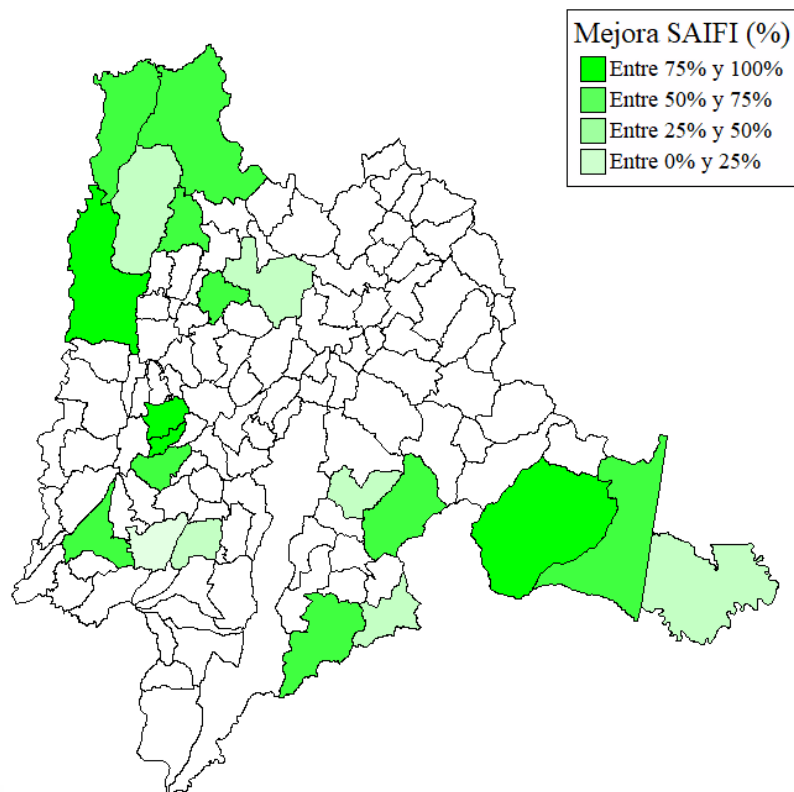 Mejora SAIFI (%)
Entre 75% y 100%
Entre 50% y 75%
Entre 25% y 50%
Entre 0% y 25%